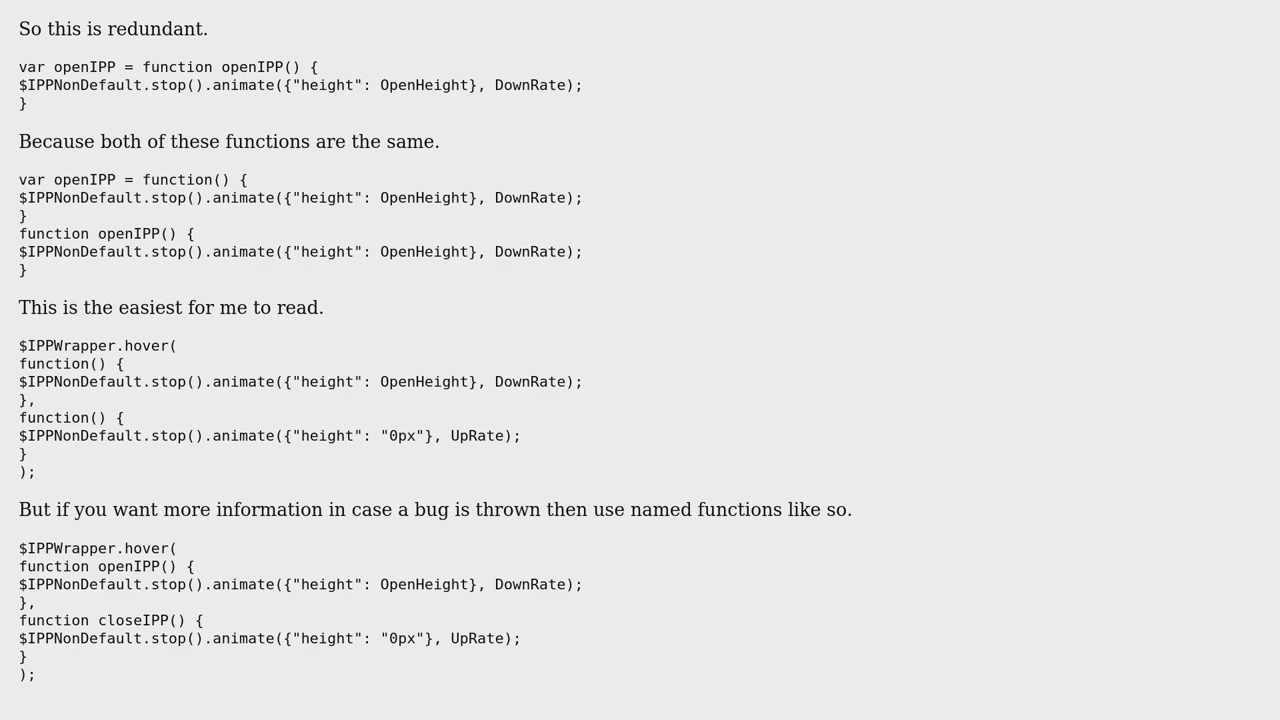 So this is redundant.
var openIPP = function openIPP() {
$IPPNonDefault.stop().animate({"height": OpenHeight}, DownRate);
}
Because both of these functions are the same.
var openIPP = function() {
$IPPNonDefault.stop().animate({"height": OpenHeight}, DownRate);
}
function openIPP() {
$IPPNonDefault.stop().animate({"height": OpenHeight}, DownRate);
}
This is the easiest for me to read.
$IPPWrapper.hover(
function() {
$IPPNonDefault.stop().animate({"height": OpenHeight}, DownRate);
},
function() {
$IPPNonDefault.stop().animate({"height": "0px"}, UpRate);
}
);
But if you want more information in case a bug is thrown then use named functions like so.
$IPPWrapper.hover(
function openIPP() {
$IPPNonDefault.stop().animate({"height": OpenHeight}, DownRate);
},
function closeIPP() {
$IPPNonDefault.stop().animate({"height": "0px"}, UpRate);
}
);